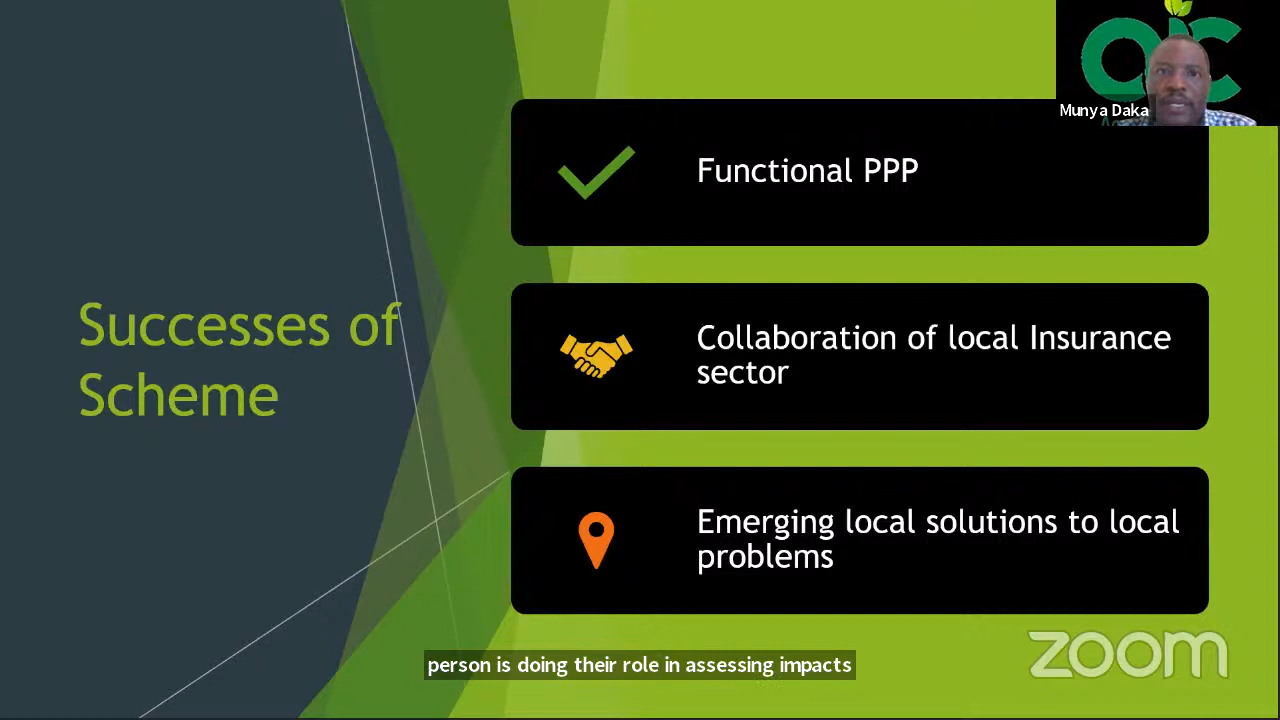 Munya Daka
Functional PPP
Successes of
Scheme
Collaboration of local Insurance
sector
Emerging local solutions to local
problems
person is doing their role in assessing impacts
zoom